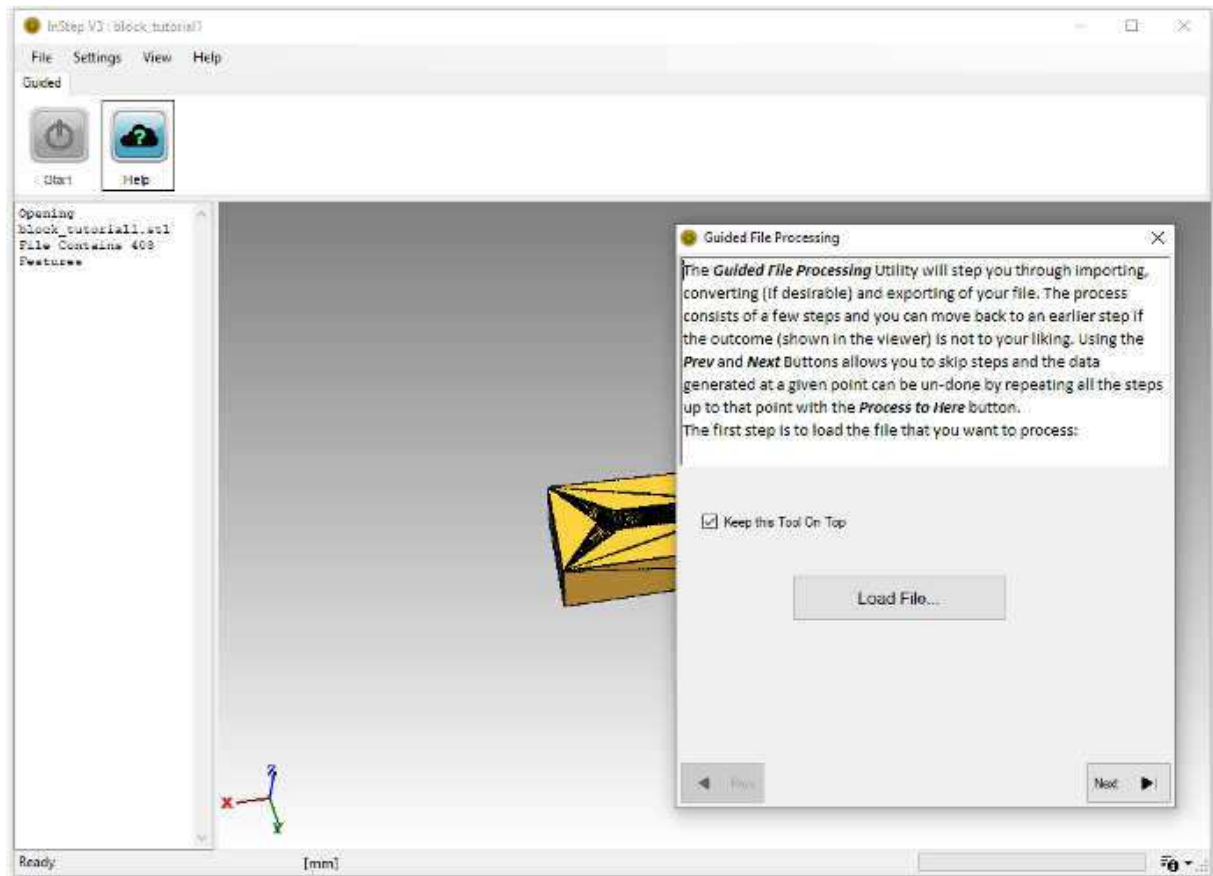 InStep V3 : block_tutorial1
File Settings View Help
Guided
Start Help
Opening
block_tutorial1.stl
File Contains 408
Features
Guided File Processing
The Guided File Processing Utility will step you through importing,
converting (if desirable) and exporting of your file. The process
consists of a few steps and you can move back to an earlier step if
the outcome (shown in the viewer) is not to your liking. Using the
Prev and Next Buttons allows you to skip steps and the data
generated at a given point can be un-done by repeating all the steps
up to that point with the Process to Here button.
The first step is to load the file that you want to process:
Keep this Tool On Top
Load File...
Prev Next
Z
X
Y
Ready [mm]